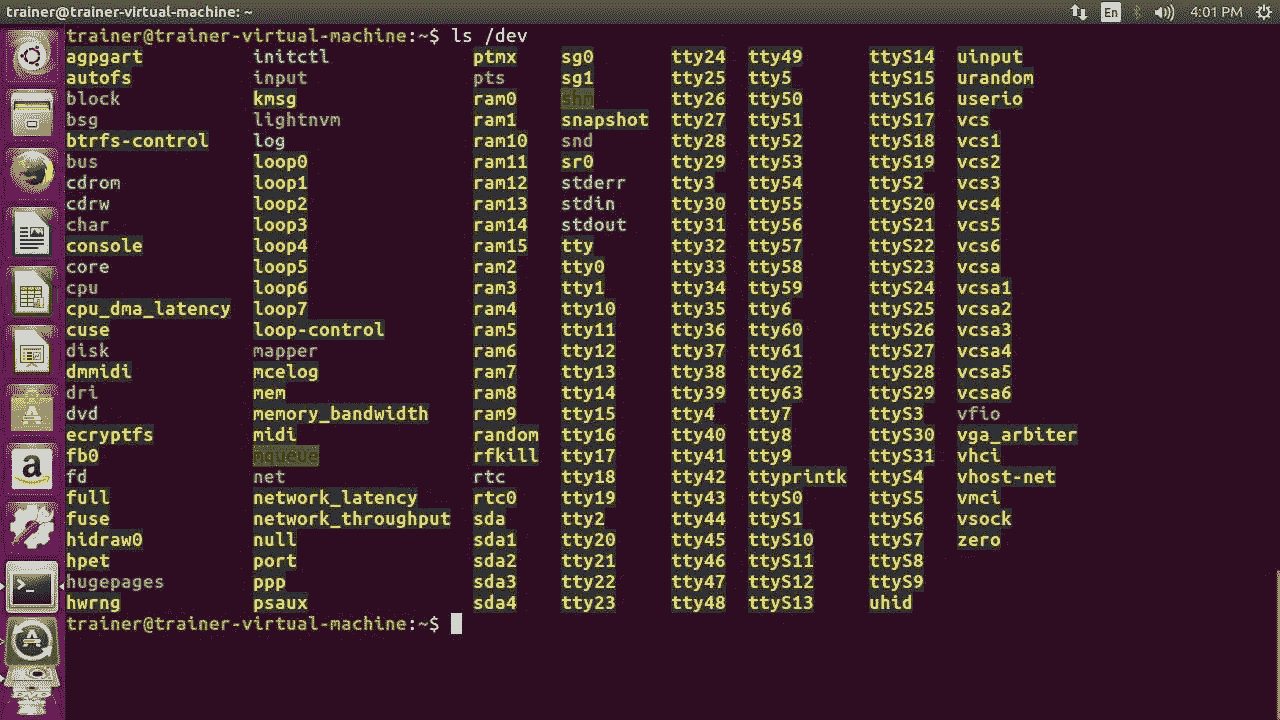 trainer@trainer-virtual-machine: ~ En 4:01 PM
trainer@trainer-virtual-machine:~$ ls /dev
agpgart initctl ptmx sg0 tty24 tty49 ttyS14 uinput
autofs input pts sg1 tty25 tty5 ttyS15 urandom
block kmsg ram0 shm tty26 tty50 ttyS16 userio
bsg lightnvm ram1 snapshot tty27 tty51 ttyS17 vcs
btrfs-control log ram10 snd tty28 tty52 ttyS18 vcs1
bus loop0 ram11 sr0 tty29 tty53 ttyS19 vcs2
cdrom loop1 ram12 stderr tty3 tty54 ttyS2 vcs3
cdrw loop2 ram13 stdin tty30 tty55 ttyS20 vcs4
char loop3 ram14 stdout tty31 tty56 ttyS21 vcs5
console loop4 ram15 tty tty32 tty57 ttyS22 vcs6
core loop5 ram2 tty0 tty33 tty58 ttyS23 vcsa
cpu loop6 ram3 tty1 tty34 tty59 ttyS24 vcsa1
cpu_dma_latency loop7 ram4 tty10 tty35 tty6 ttyS25 vcsa2
cuse loop-control ram5 tty11 tty36 tty60 ttyS26 vcsa3
disk mapper ram6 tty12 tty37 tty61 ttyS27 vcsa4
dmmidi mcelog ram7 tty13 tty38 tty62 ttyS28 vcsa5
dri mem ram8 tty14 tty39 tty63 ttyS29 vcsa6
dvd memory_bandwidth ram9 tty15 tty4 tty7 ttyS3 vfio
ecryptfs midi random tty16 tty40 tty8 ttyS30 vga_arbiter
fb0 mqueue rfkill tty17 tty41 tty9 ttyS31 vhci
fd net rtc tty18 tty42 ttyprintk ttyS4 vhost-net
full network_latency rtc0 tty19 tty43 ttyS0 ttyS5 vmci
fuse network_throughput sda tty2 tty44 ttyS1 ttyS6 vsock
hidraw0 null sda1 tty20 tty45 ttyS10 ttyS7 zero
hpet port sda2 tty21 tty46 ttyS11 ttyS8
hugepages ppp sda3 tty22 tty47 ttyS12 ttyS9
hwrng psaux sda4 tty23 tty48 ttyS13 uhid
trainer@trainer-virtual-machine:~$